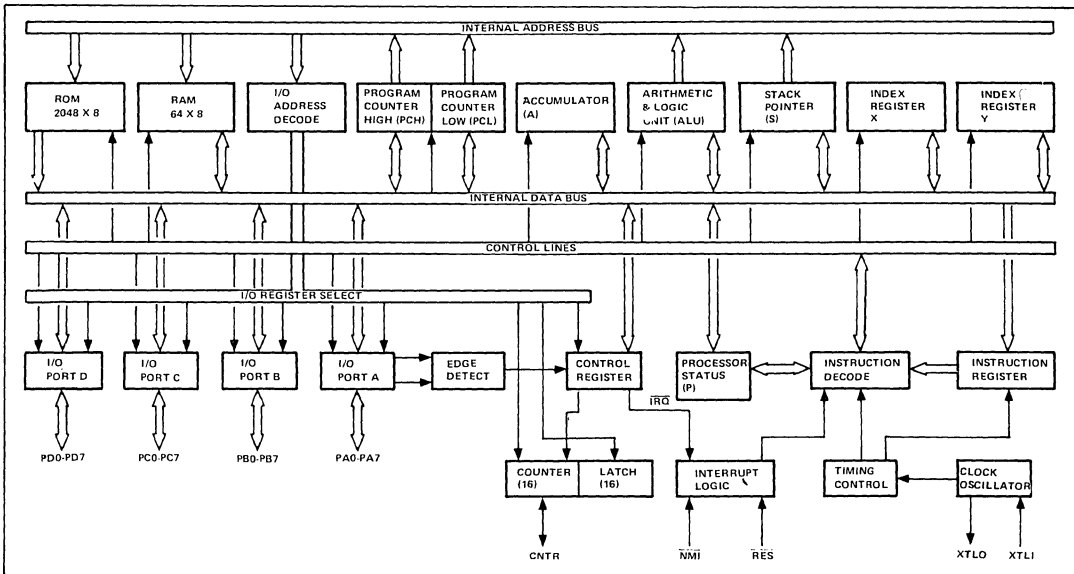 INTERNAL ADDRESS BUS
ROM
2048 X 8
RAM
64 X 8
I/O
ADDRESS
DECODE
PROGRAM
COUNTER
HIGH (PCH)
PROGRAM
COUNTER
LOW (PCL)
ACCUMULATOR
(A)
ARITHMETIC
& LOGIC
UNIT (ALU)
STACK
POINTER
(S)
INDEX
REGISTER
X
INDEX
REGISTER
Y
INTERNAL DATA BUS
CONTROL LINES
I/O REGISTER SELECT
I/O
PORT D
I/O
PORT C
I/O
PORT B
I/O
PORT A
EDGE
DETECT
CONTROL
REGISTER
PROCESSOR
STATUS
(P)
INSTRUCTION
DECODE
INSTRUCTION
REGISTER
IRQ
PD0-PD7
PC0-PC7
PB0-PB7
PA0-PA7
COUNTER
(16)
LATCH
(16)
INTERRUPT
LOGIC
TIMING
CONTROL
CLOCK
OSCILLATOR
CNTR
NMI
RES
XTLO
XTLI